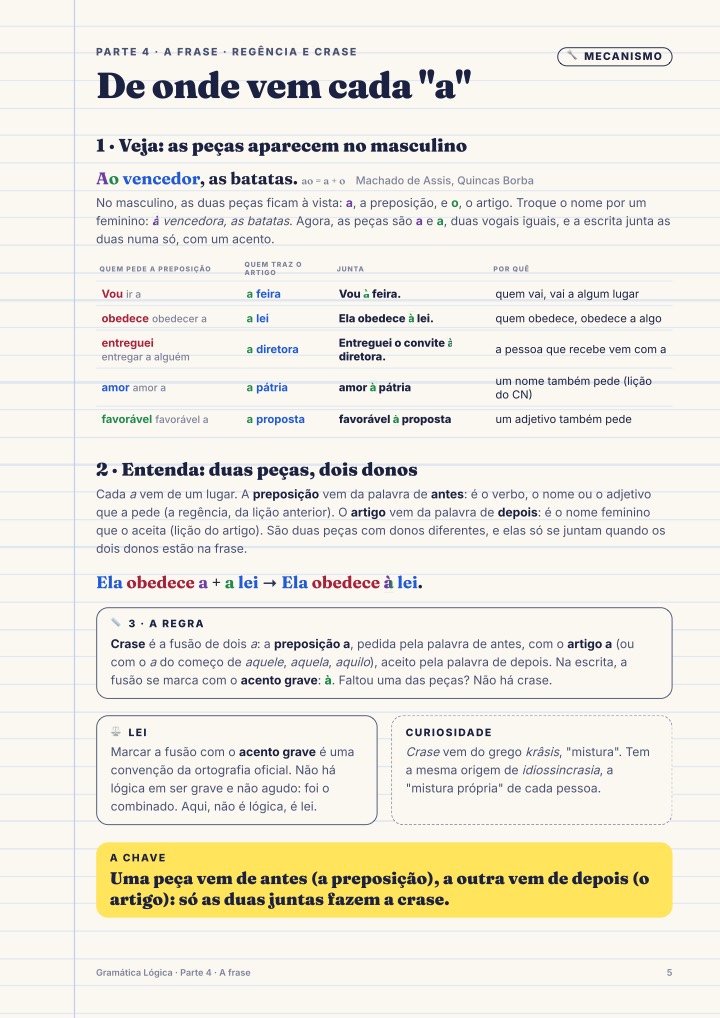 PARTE 4 · A FRASE · REGÊNCIA E CRASE
MECANISMO
De onde vem cada "a"
1 · Veja: as peças aparecem no masculino
Ao vencedor, as batatas. ao = a + o Machado de Assis, Quincas Borba
No masculino, as duas peças ficam à vista: a, a preposição, e o, o artigo. Troque o nome por um
feminino: à vencedora, as batatas. Agora, as peças são a e a, duas vogais iguais, e a escrita junta as
duas numa só, com um acento.
QUEM PEDE A PREPOSIÇÃO QUEM TRAZ O ARTIGO JUNTA POR QUÊ
Vou ir a a feira Vou à feira. quem vai, vai a algum lugar
obedece obedecer a a lei Ela obedece à lei. quem obedece, obedece a algo
entreguei entregar a alguém a diretora Entreguei o convite à diretora. a pessoa que recebe vem com a
amor amor a a pátria amor à pátria um nome também pede (lição do CN)
favorável favorável a a proposta favorável à proposta um adjetivo também pede
2 · Entenda: duas peças, dois donos
Cada a vem de um lugar. A preposição vem da palavra de antes: é o verbo, o nome ou o adjetivo
que a pede (a regência, da lição anterior). O artigo vem da palavra de depois: é o nome feminino
que o aceita (lição do artigo). São duas peças com donos diferentes, e elas só se juntam quando os
dois donos estão na frase.
Ela obedece a + a lei → Ela obedece à lei.
3 · A REGRA
Crase é a fusão de dois a: a preposição a, pedida pela palavra de antes, com o artigo a (ou
com o a do começo de aquele, aquela, aquilo), aceito pela palavra de depois. Na escrita, a
fusão se marca com o acento grave: à. Faltou uma das peças? Não há crase.
LEI
Marcar a fusão com o acento grave é uma
convenção da ortografia oficial. Não há
lógica em ser grave e não agudo: foi o
combinado. Aqui, não é lógica, é lei.
CURIOSIDADE
Crase vem do grego krâsis, "mistura". Tem
a mesma origem de idiossincrasia, a
"mistura própria" de cada pessoa.
A CHAVE
Uma peça vem de antes (a preposição), a outra vem de depois (o
artigo): só as duas juntas fazem a crase.
Gramática Lógica · Parte 4 · A frase 5